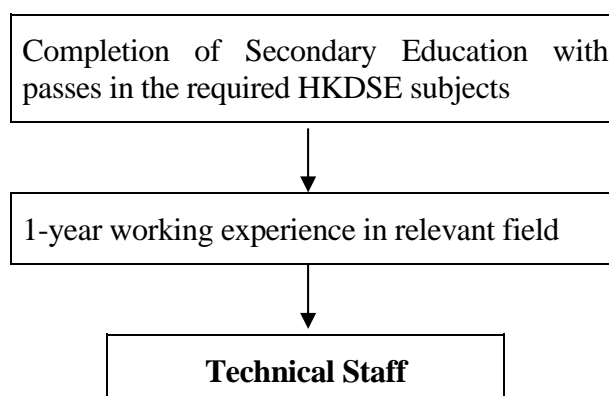 Completion of Secondary Education with
passes in the required HKDSE subjects
1-year working experience in relevant field
Technical Staff